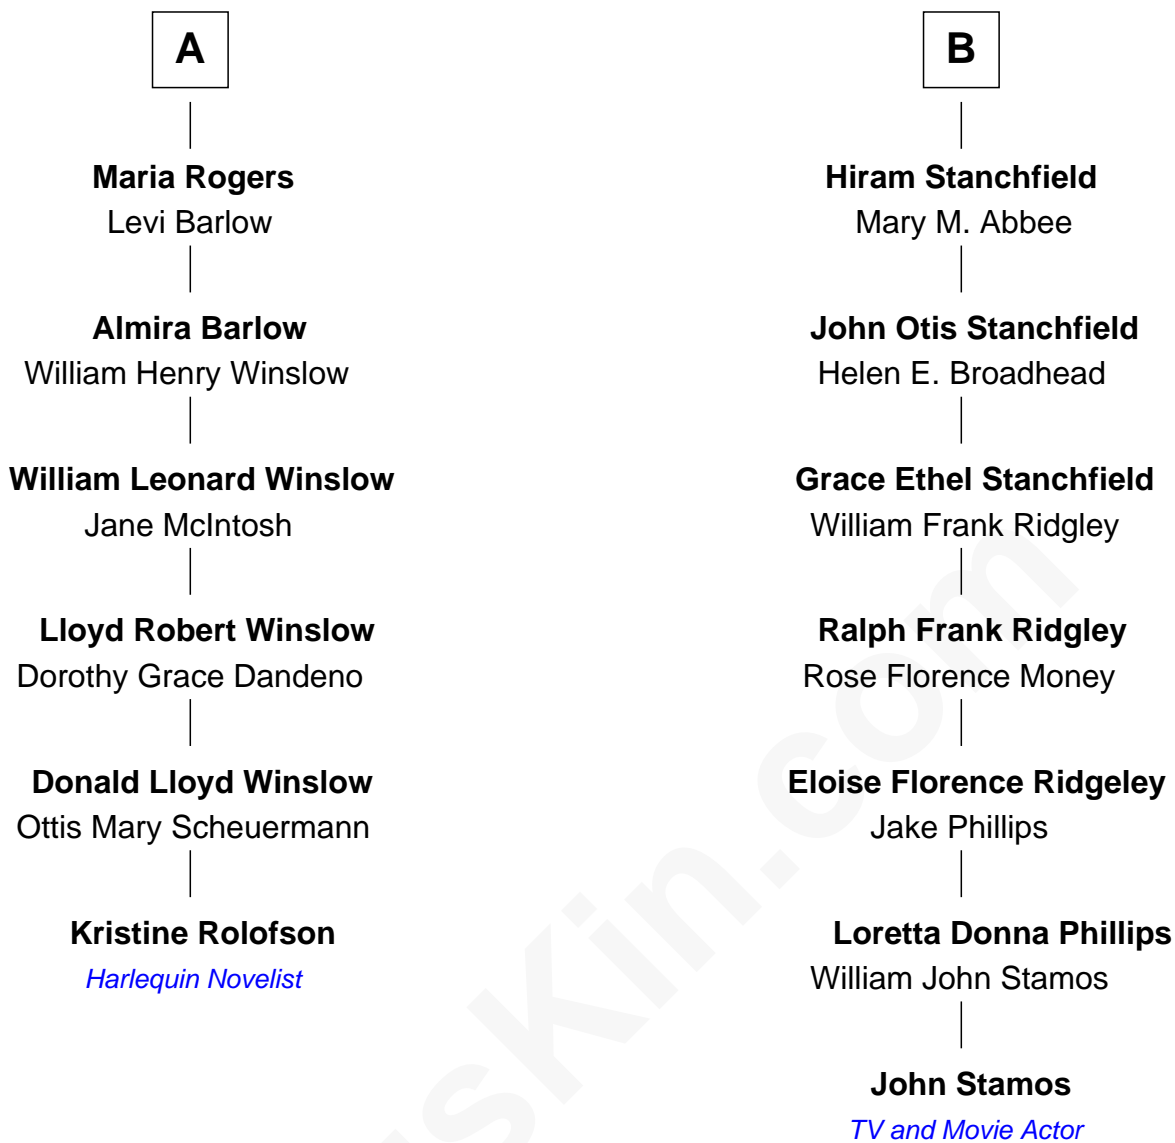 A
Maria Rogers
Levi Barlow
Almira Barlow
William Henry Winslow
William Leonard Winslow
Jane McIntosh
Lloyd Robert Winslow
Dorothy Grace Dandeno
Donald Lloyd Winslow
Ottis Mary Scheuermann
Kristine Rolofson
Harlequin Novelist
B
Hiram Stanchfield
Mary M. Abbee
John Otis Stanchfield
Helen E. Broadhead
Grace Ethel Stanchfield
William Frank Ridgley
Ralph Frank Ridgley
Rose Florence Money
Eloise Florence Ridgeley
Jake Phillips
Loretta Donna Phillips
William John Stamos
John Stamos
TV and Movie Actor
sKin.com